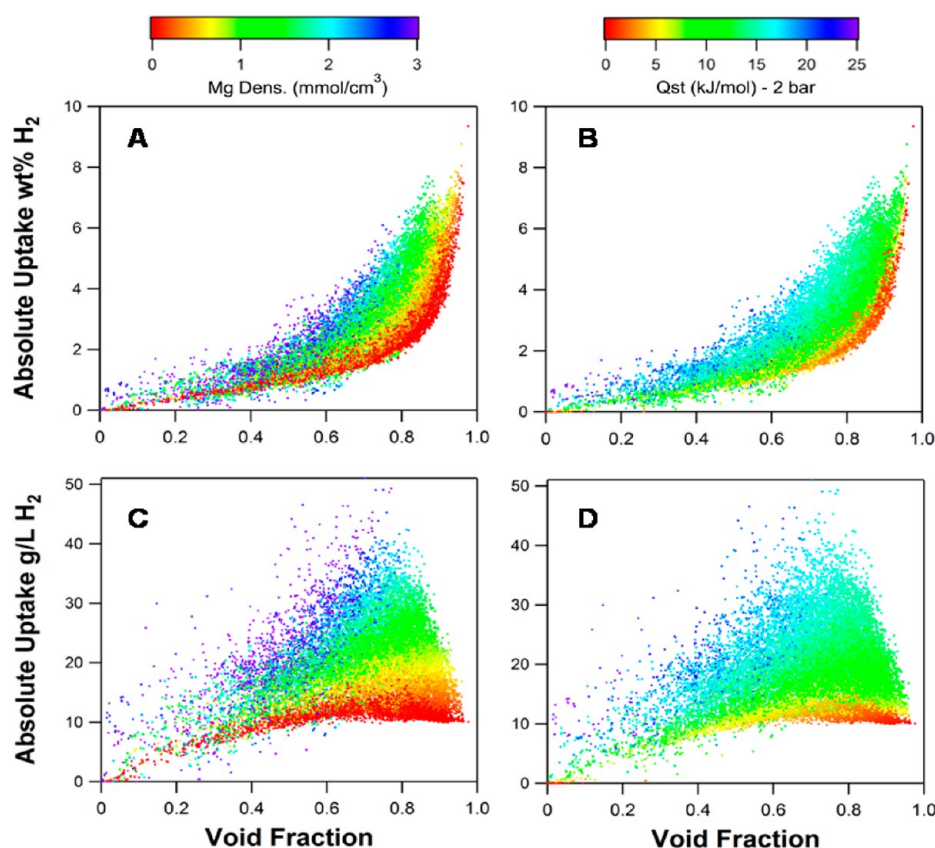 0 1 2 3
Mg Dens. (mmol/cm³)
0 5 10 15 20 25
Qst (kJ/mol) - 2 bar
Absolute Uptake wt% H₂
10
8
6
4
2
0
A
0 0.2 0.4 0.6 0.8 1.0
10
8
6
4
2
0
B
0 0.2 0.4 0.6 0.8 1.0
Absolute Uptake g/L H₂
50
40
30
20
10
0
C
0 0.2 0.4 0.6 0.8 1.0
Void Fraction
50
40
30
20
10
0
D
0 0.2 0.4 0.6 0.8 1.0
Void Fraction